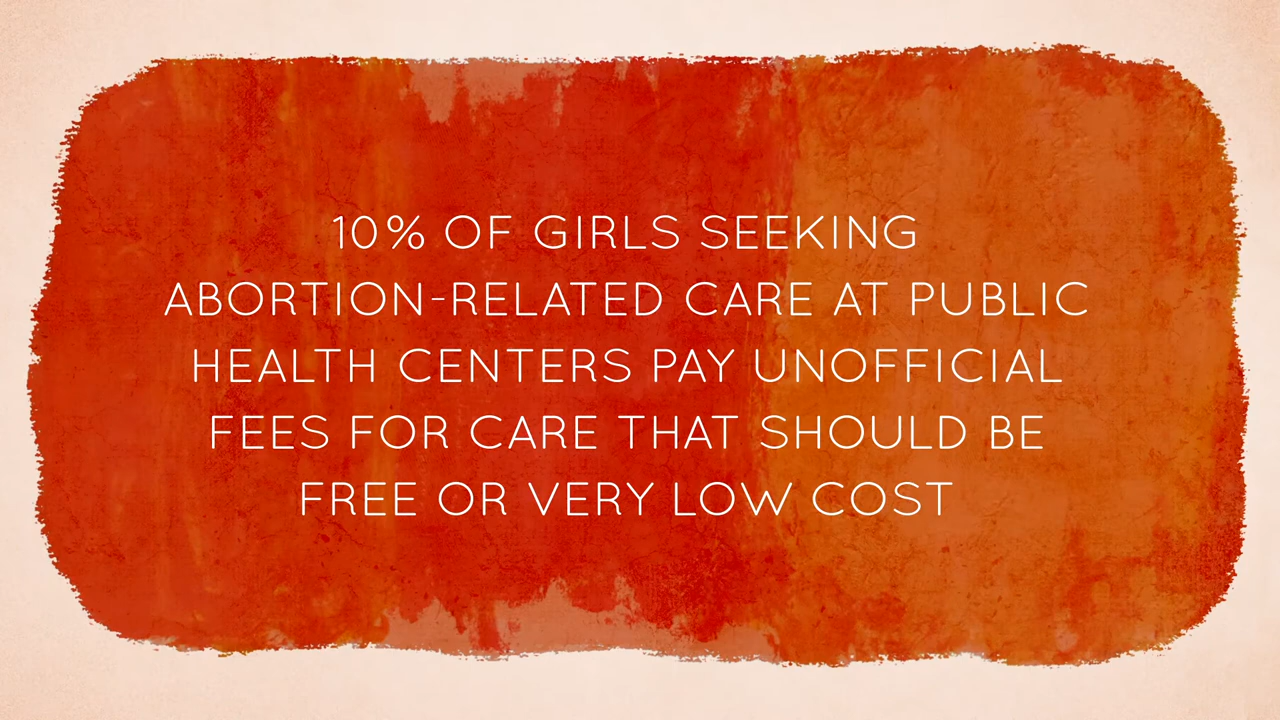 10% OF GIRLS SEEKING
ABORTION-RELATED CARE AT PUBLIC
HEALTH CENTERS PAY UNOFFICIAL
FEES FOR CARE THAT SHOULD BE
FREE OR VERY LOW COST